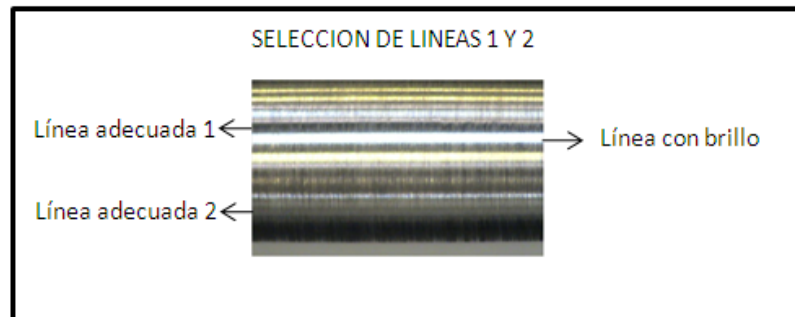 SELECCION DE LINEAS 1 Y 2
Línea adecuada 1
Línea con brillo
Línea adecuada 2